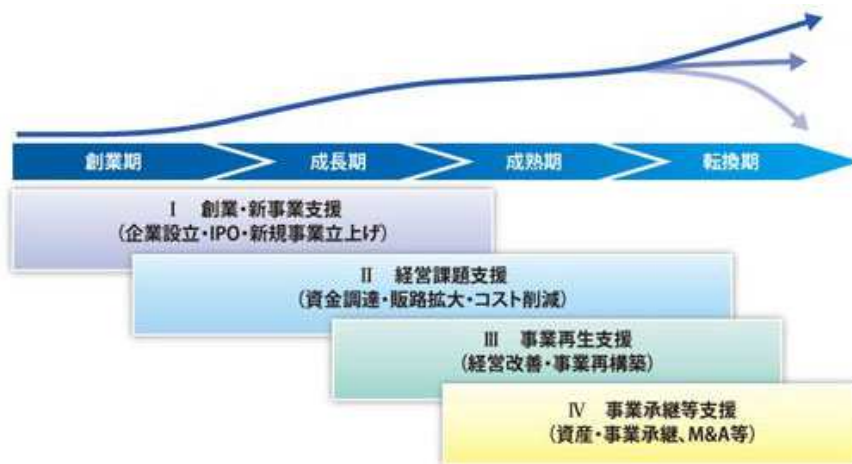 創業期
成長期
成熟期
転換期
Ⅰ 創業・新事業支援
(企業設立・IPO・新規事業立上げ)
Ⅱ 経営課題支援
(資金調達・販路拡大・コスト削減)
Ⅲ 事業再生支援
(経営改善・事業再構築)
Ⅳ 事業承継等支援
(資産・事業承継、M&A等)